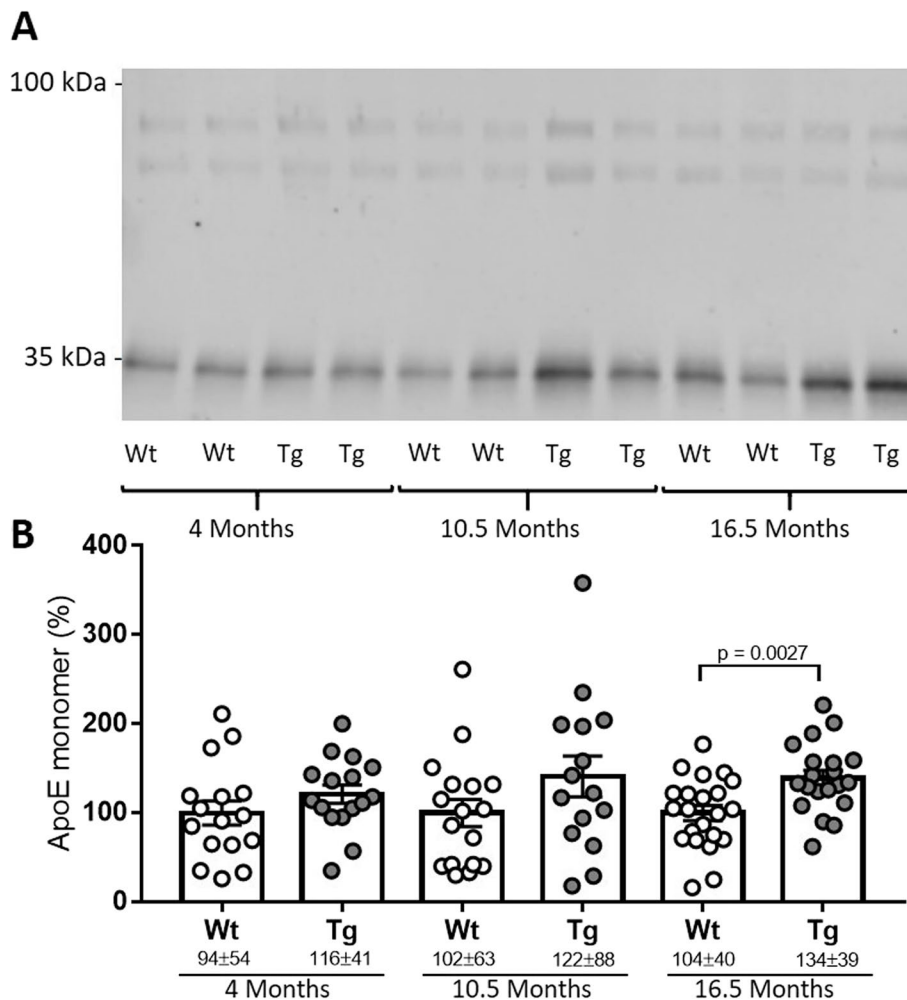 A
100 kDa -
35 kDa -
Wt Wt Tg Tg Wt Wt Tg Tg Wt Wt Tg Tg
4 Months 10.5 Months 16.5 Months
B
ApoE monomer (%)
400
300
200
100
0
p = 0.0027
Wt Tg Wt Tg Wt Tg
94±54 116±41 102±63 122±88 104±40 134±39
4 Months 10.5 Months 16.5 Months